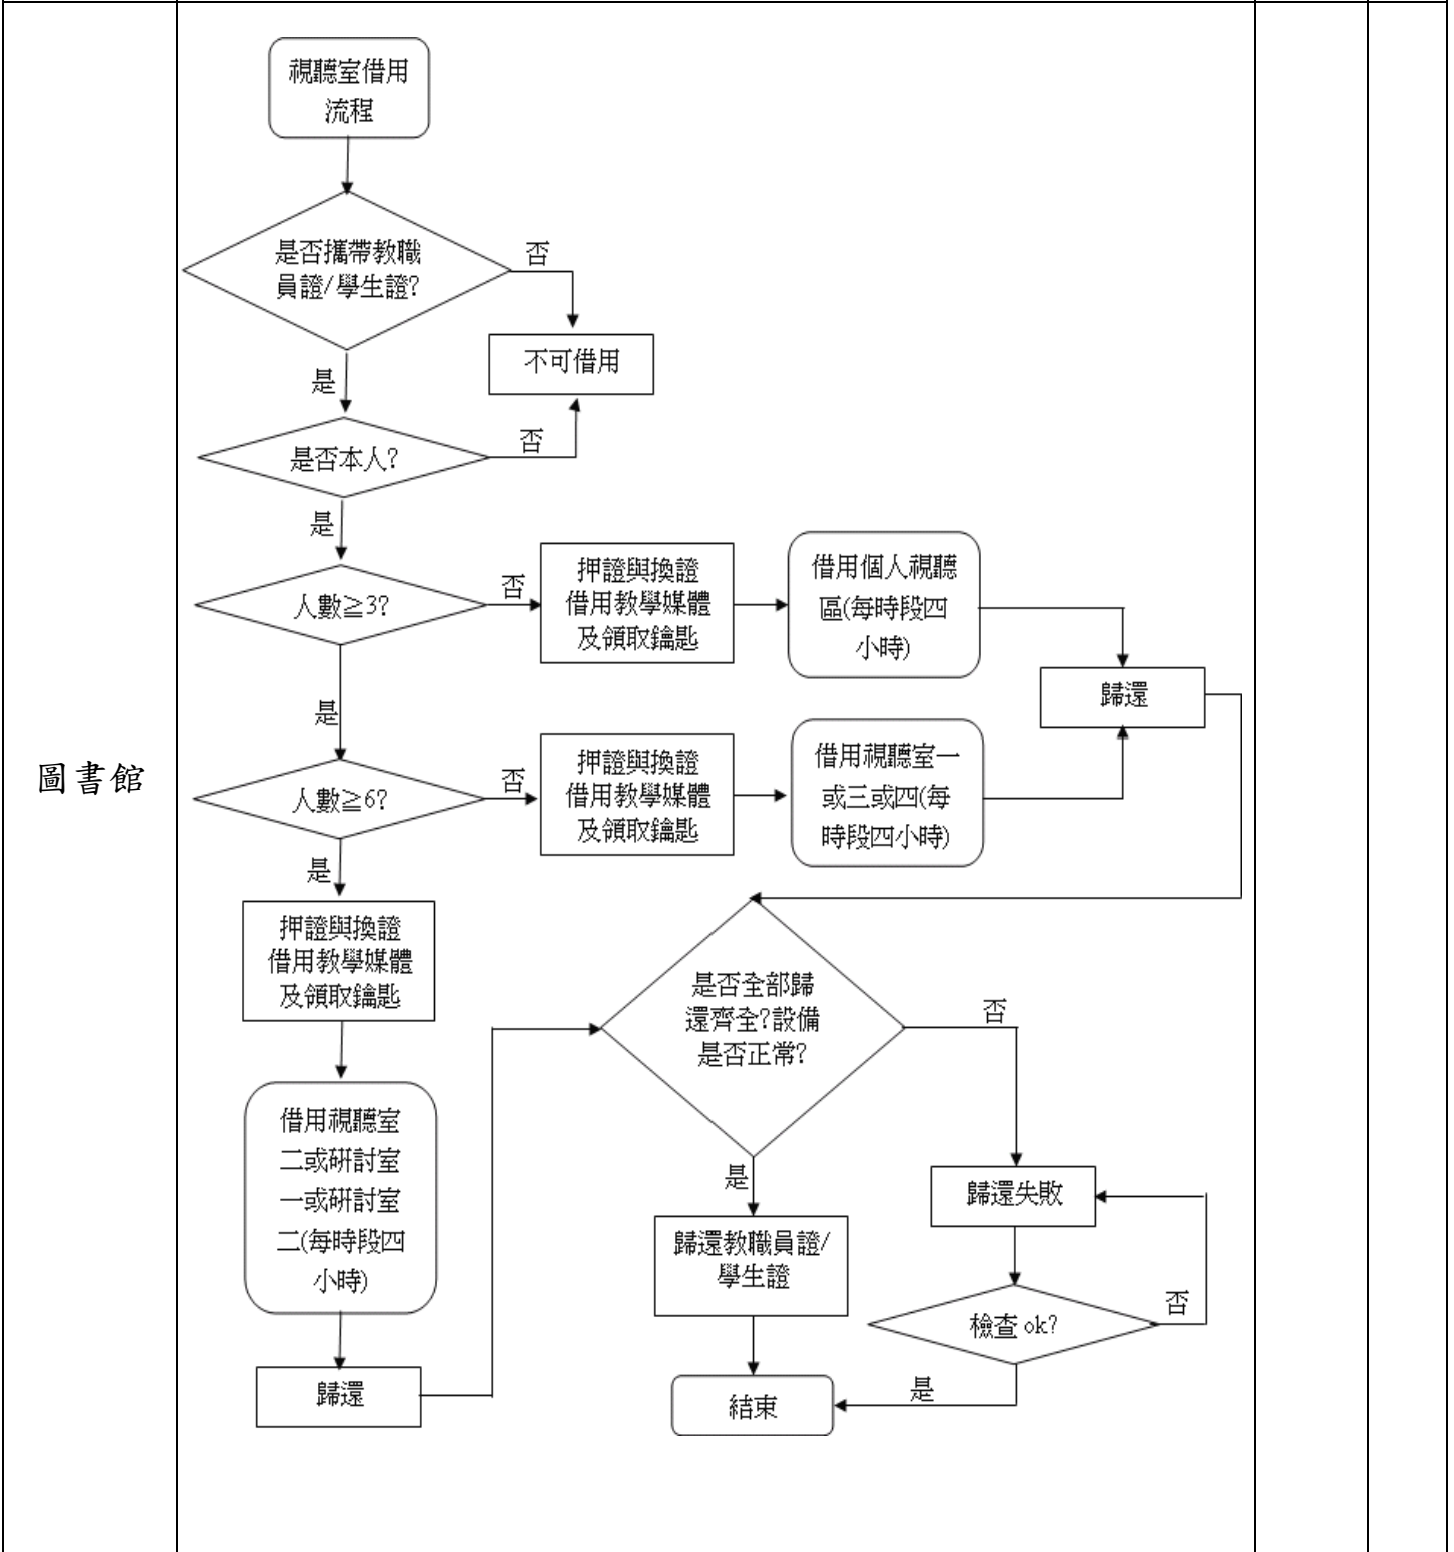 視聽室借用
流程
是否攜帶教職
員證/學生證?
否
不可借用
是
是否本人?
否
是
人數≧3?
否
押證與換證
借用教學媒體
及領取鑰匙
借用個人視聽
區(每時段四
小時)
歸還
是
圖書館
人數≧6?
否
押證與換證
借用教學媒體
及領取鑰匙
借用視聽室一
或三或四(每
時段四小時)
是
押證與換證
借用教學媒體
及領取鑰匙
借用視聽室
二或研討室
一或研討室
二(每時段四
小時)
歸還
是否全部歸
還齊全?設備
是否正常?
否
是
歸還失敗
歸還教職員證/
學生證
檢查 ok?
否
是
結束